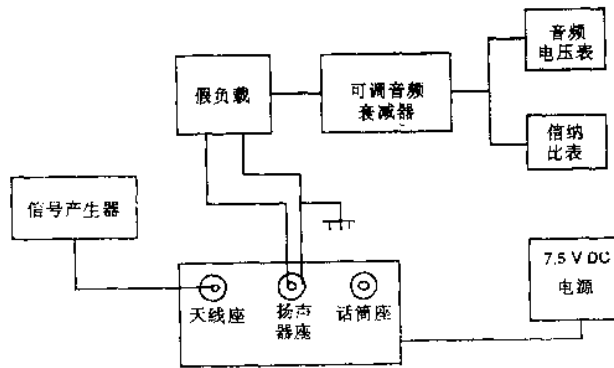 音频
电压表
假负载
可调音频
衰减器
信纳
比表
信号产生器
7.5 V DC
电源
天线座
扬声
器座
话筒座